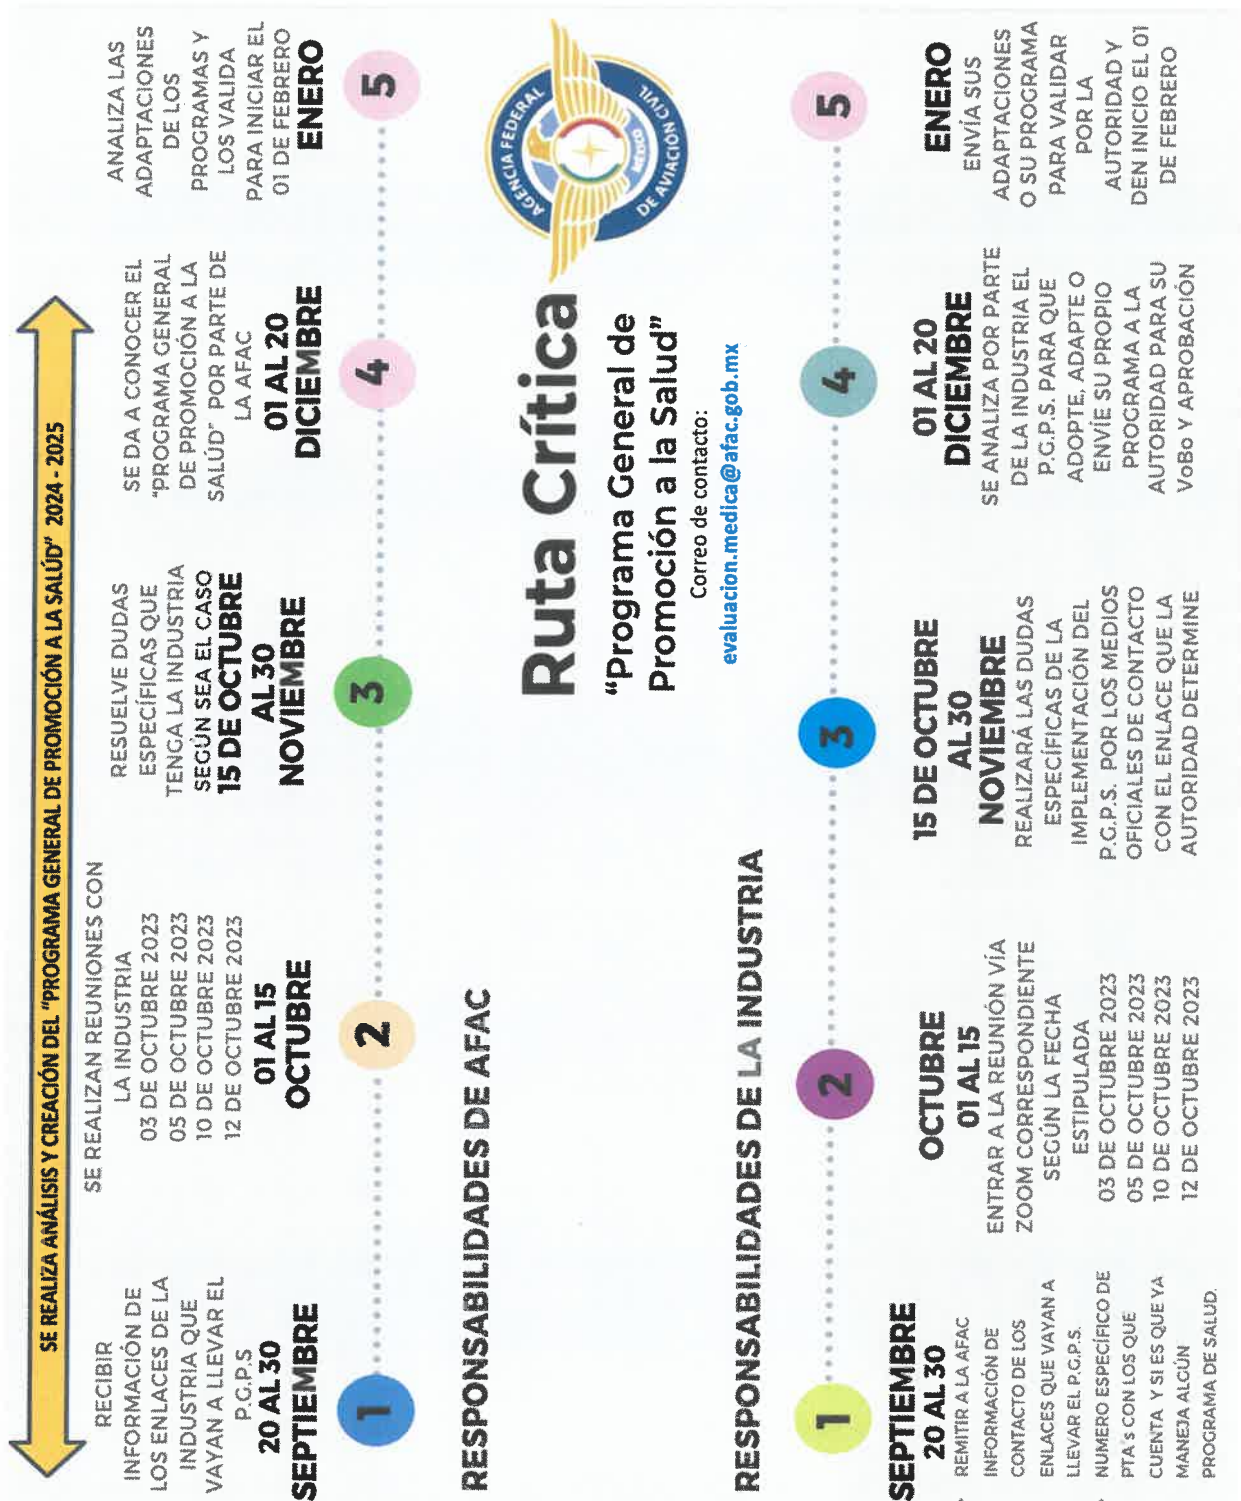 SE REALIZA ANÁLISIS Y CREACIÓN DEL "PROGRAMA GENERAL DE PROMOCIÓN A LA SALÚD" 2024 - 2025
RECIBIR
INFORMACIÓN DE
LOS ENLACES DE LA
INDUSTRIA QUE
VAYAN A LLEVAR EL
P.G.P.S
20 AL 30
SEPTIEMBRE
1
SE REALIZAN REUNIONES CON
LA INDUSTRIA
03 DE OCTUBRE 2023
05 DE OCTUBRE 2023
10 DE OCTUBRE 2023
12 DE OCTUBRE 2023
01 AL 15
OCTUBRE
2
RESUELVE DUDAS
ESPECÍFICAS QUE
TENGA LA INDUSTRIA
SEGÚN SEA EL CASO
15 DE OCTUBRE
AL 30
NOVIEMBRE
3
SE DA A CONOCER EL
"PROGRAMA GENERAL
DE PROMOCIÓN A LA
SALÚD" POR PARTE DE
LA AFAC
01 AL 20
DICIEMBRE
4
ANALIZA LAS
ADAPTACIONES
DE LOS
PROGRAMAS Y
LOS VALIDA
PARA INICIAR EL
01 DE FEBRERO
ENERO
5
RESPONSABILIDADES DE AFAC
Ruta Crítica
"Programa General de
Promoción a la Salud"
Correo de contacto:
evaluacion.medica@afac.gob.mx
AGENCIA FEDERAL
DE AVIACIÓN CIVIL
MÉXICO
RESPONSABILIDADES DE LA INDUSTRIA
1
SEPTIEMBRE
20 AL 30
REMITIR A LA AFAC
INFORMACIÓN DE
CONTACTO DE LOS
ENLACES QUE VAYAN A
LLEVAR EL P.G.P.S.
NUMERO ESPECÍFICO DE
PTA´s CON LOS QUE
CUENTA Y SI ES QUE YA
MANEJA ALGÚN
PROGRAMA DE SALUD.
2
OCTUBRE
01 AL 15
ENTRAR A LA REUNIÓN VÍA
ZOOM CORRESPONDIENTE
SEGÚN LA FECHA
ESTIPULADA
03 DE OCTUBRE 2023
05 DE OCTUBRE 2023
10 DE OCTUBRE 2023
12 DE OCTUBRE 2023
3
15 DE OCTUBRE
AL 30
NOVIEMBRE
REALIZARÁ LAS DUDAS
ESPECÍFICAS DE LA
IMPLEMENTACIÓN DEL
P.G.P.S. POR LOS MEDIOS
OFICIALES DE CONTACTO
CON EL ENLACE QUE LA
AUTORIDAD DETERMINE
4
01 AL 20
DICIEMBRE
SE ANALIZA POR PARTE
DE LA INDUSTRIA EL
P.G.P.S. PARA QUE
ADOPTE, ADAPTE O
ENVÍE SU PROPIO
PROGRAMA A LA
AUTORIDAD PARA SU
VoBo Y APROBACIÓN
5
ENERO
ENVÍA SUS
ADAPTACIONES
O SU PROGRAMA
PARA VALIDAR
POR LA
AUTORIDAD Y
DEN INICIO EL 01
DE FEBRERO